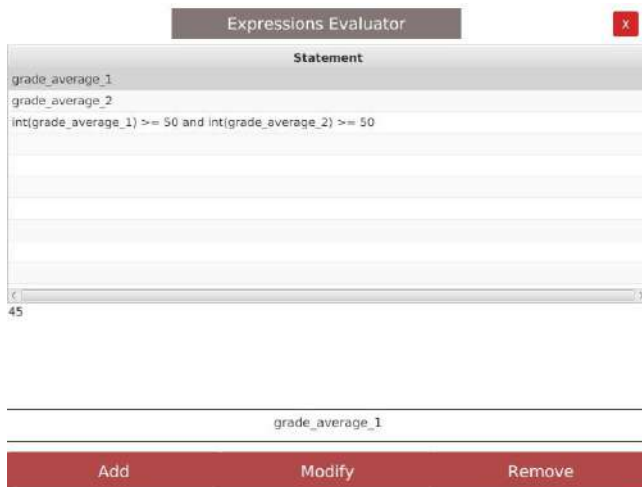 Expressions Evaluator
x
Statement
grade_average_1
grade_average_2
int(grade_average_1) >= 50 and int(grade_average_2) >= 50
45
grade_average_1
Add Modify Remove